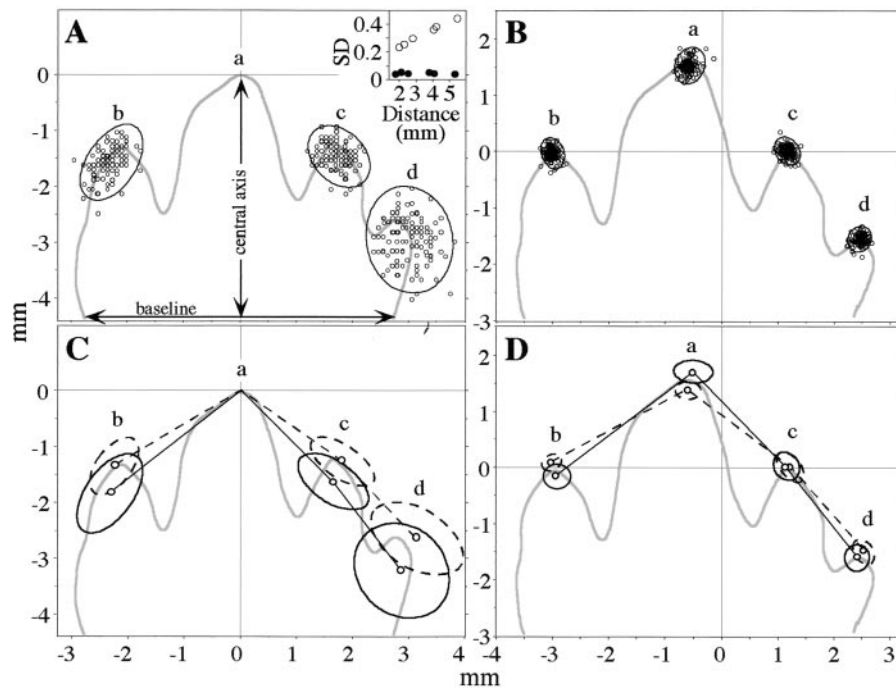 A
B
C
D
a
b
c
d
central axis
baseline
SD
0.4
0.2
0
2 3 4 5
Distance
(mm)
0
-1
-2
-3
-4
mm
a
b
c
d
2
1
0
-1
-2
-3
a
b
c
d
0
-1
-2
-3
-4
mm
-3 -2 -1 0 1 2 3 4
a
b
c
d
2
1
0
-1
-2
-3
-4 -3 -2 -1 0 1 2 3
mm